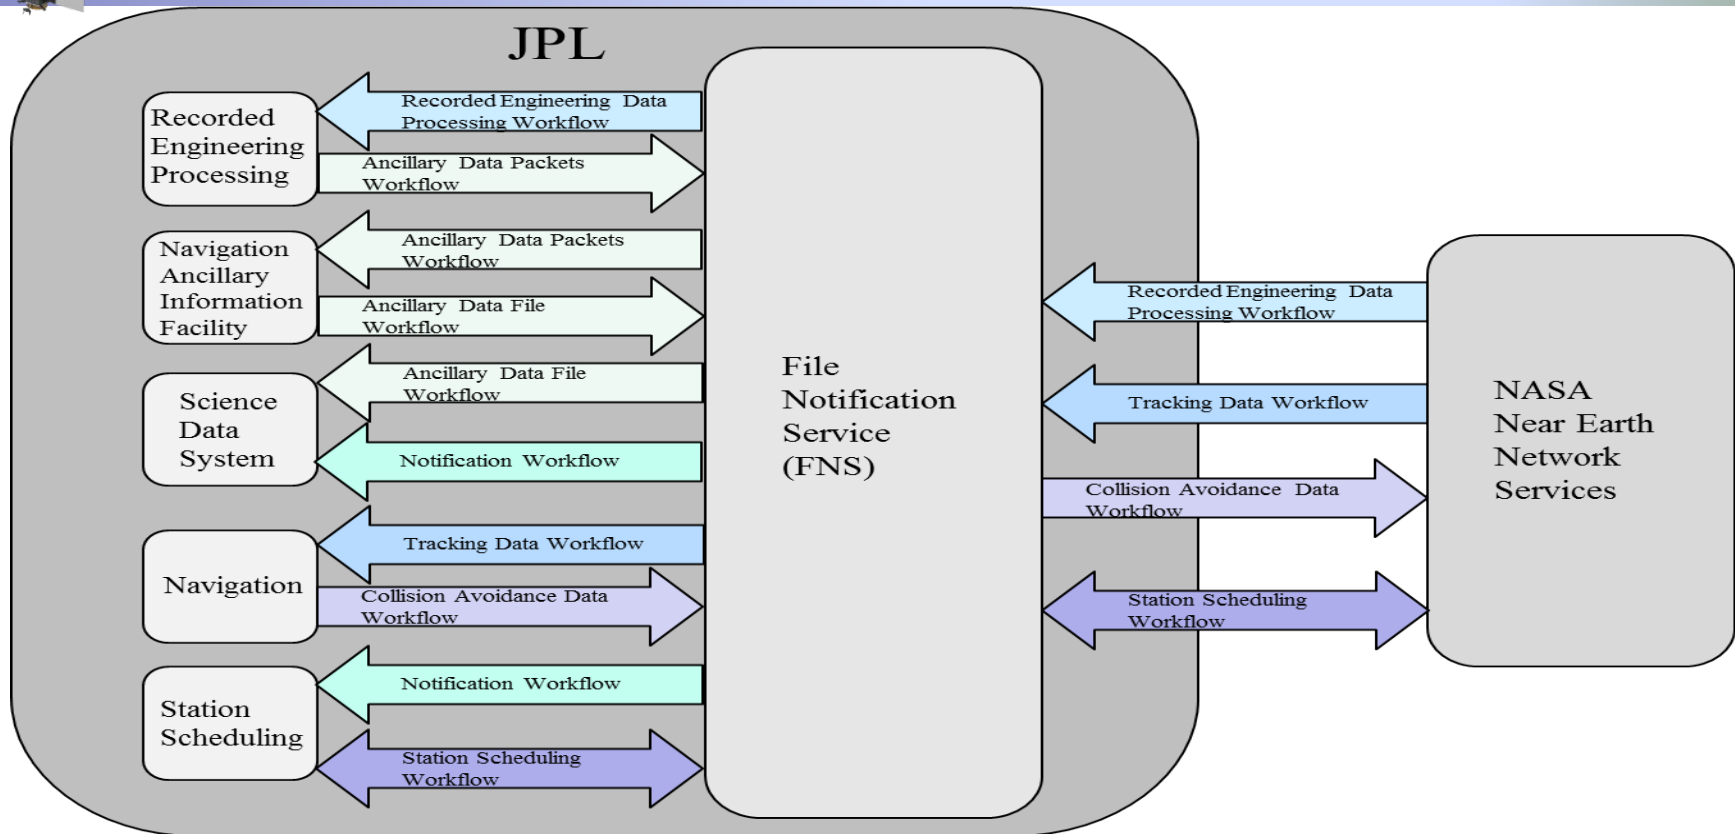 JPL
Recorded
Engineering
Processing
Recorded Engineering Data
Processing Workflow
Ancillary Data Packets
Workflow
Navigation
Ancillary
Information
Facility
Ancillary Data Packets
Workflow
Ancillary Data File
Workflow
Science
Data
System
Ancillary Data File
Workflow
Notification Workflow
Navigation
Tracking Data Workflow
Collision Avoidance Data
Workflow
Station
Scheduling
Notification Workflow
Station Scheduling
Workflow
File
Notification
Service
(FNS)
Recorded Engineering Data
Processing Workflow
Tracking Data Workflow
Collision Avoidance Data
Workflow
Station Scheduling
Workflow
NASA
Near Earth
Network
Services